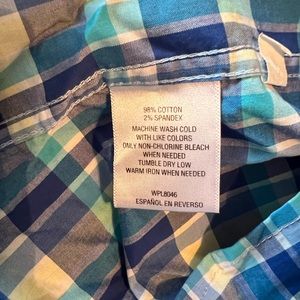 98% COTTON
2% SPANDEX
MACHINE WASH COLD
WITH LIKE COLORS
ONLY NON-CHLORINE BLEACH
WHEN NEEDED
TUMBLE DRY LOW
WARM IRON WHEN NEEDED
WPL8046
ESPAÑOL EN REVERSO